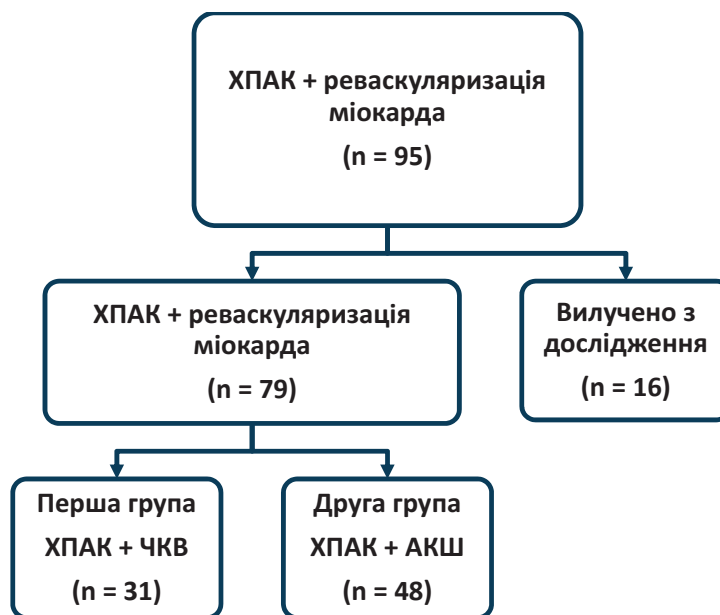 ХПАК + реваскуляризація
міокарда
(n = 95)
ХПАК + реваскуляризація
міокарда
(n = 79)
Вилучено з
дослідження
(n = 16)
Перша група
ХПАК + ЧКВ
(n = 31)
Друга група
ХПАК + АКШ
(n = 48)